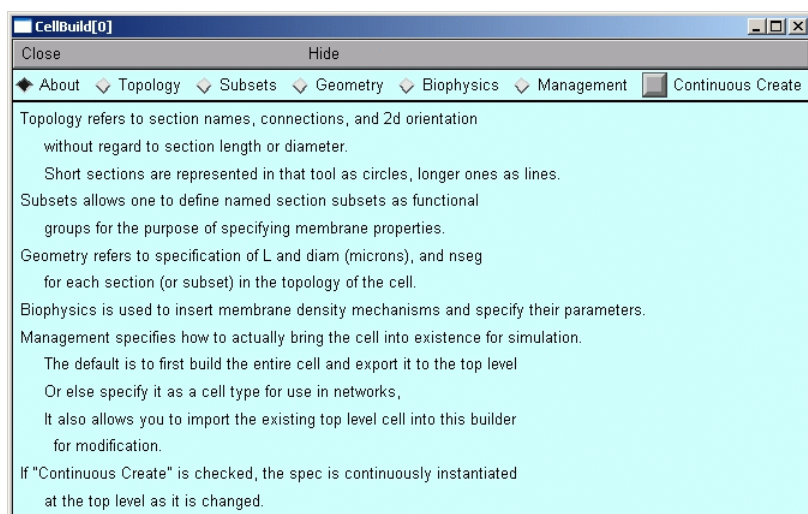 CellBuild[0]
Close Hide
About Topology Subsets Geometry Biophysics Management Continuous Create
Topology refers to section names, connections, and 2d orientation
without regard to section length or diameter.
Short sections are represented in that tool as circles, longer ones as lines.
Subsets allows one to define named section subsets as functional
groups for the purpose of specifying membrane properties.
Geometry refers to specification of L and diam (microns), and nseg
for each section (or subset) in the topology of the cell.
Biophysics is used to insert membrane density mechanisms and specify their parameters.
Management specifies how to actually bring the cell into existence for simulation.
The default is to first build the entire cell and export it to the top level
Or else specify it as a cell type for use in networks,
It also allows you to import the existing top level cell into this builder
for modification.
If "Continuous Create" is checked, the spec is continuously instantiated
at the top level as it is changed.